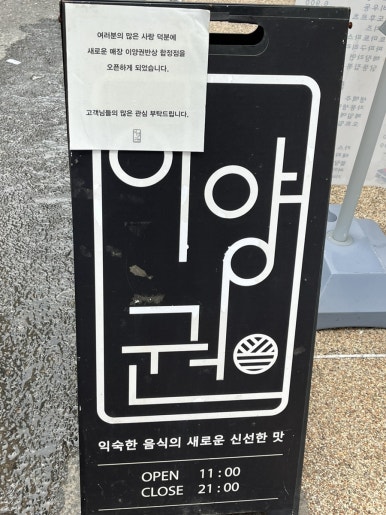 여러분의 많은 사랑 덕분에
새로운 매장 이양권반상 합정점을
오픈하게 되었습니다.
고객님들의 많은 관심 부탁드립니다.
이양
권
익숙한 음식의 새로운 신선한 맛
OPEN 11:00
CLOSE 21:00